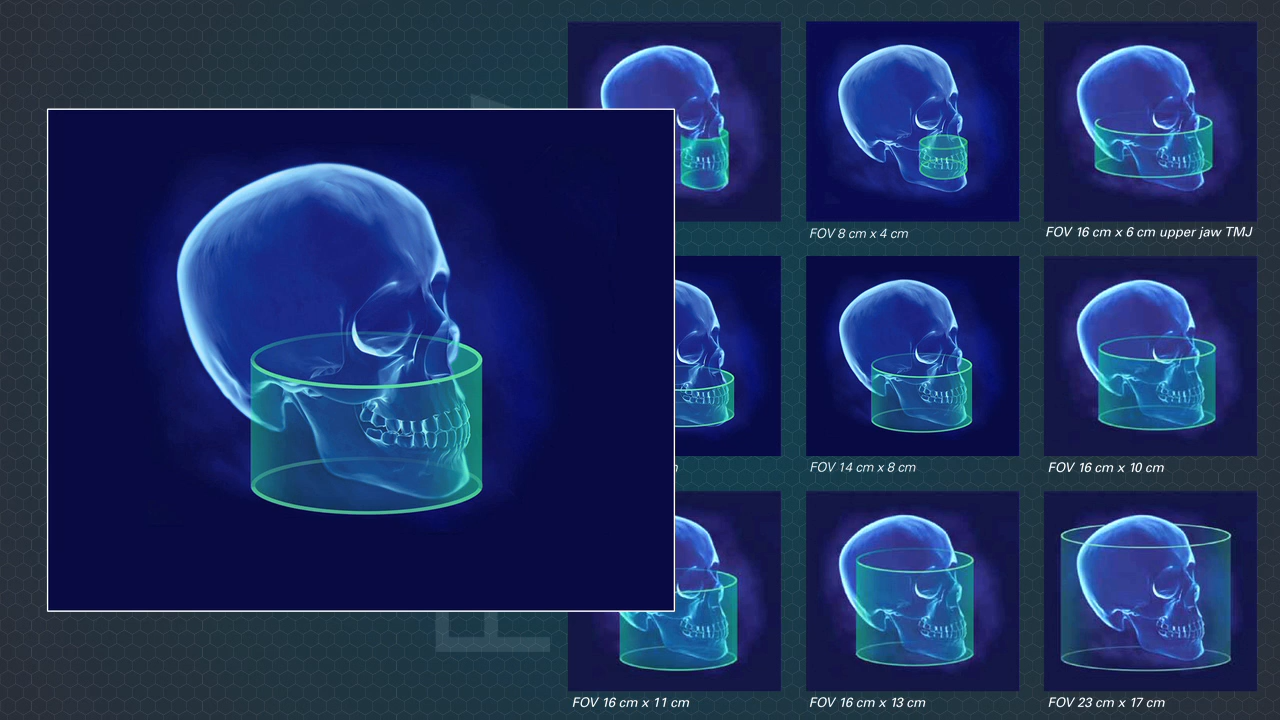 FOV 8 cm x 4 cm
FOV 16 cm x 6 cm upper jaw TMJ
FOV 14 cm x 8 cm
FOV 16 cm x 10 cm
FOV 16 cm x 11 cm
FOV 16 cm x 13 cm
FOV 23 cm x 17 cm